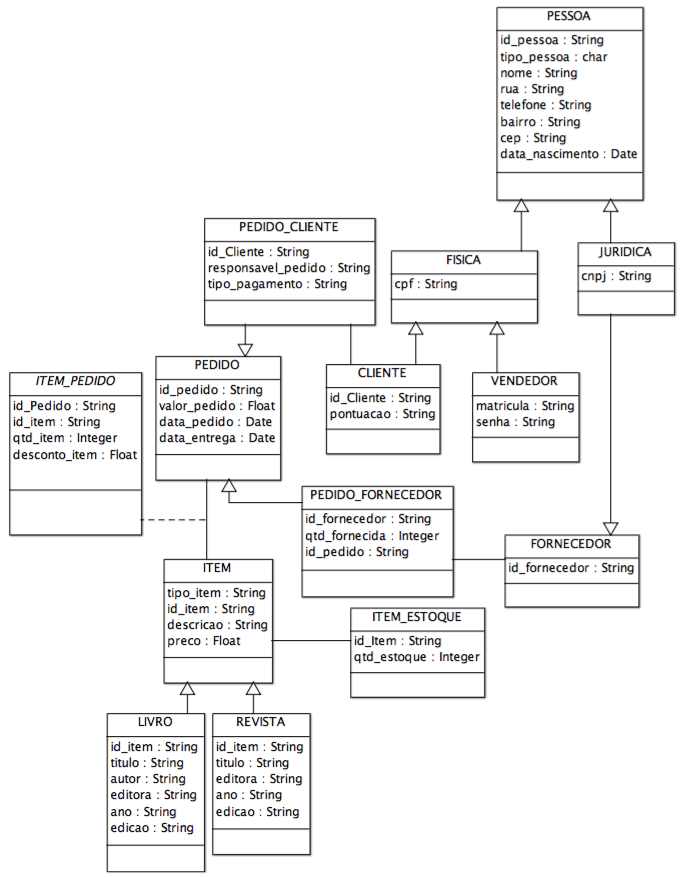 PESSOA
id_pessoa : String
tipo_pessoa : char
nome : String
rua : String
telefone : String
bairro : String
cep : String
data_nascimento : Date
PEDIDO_CLIENTE
id_Cliente : String
responsavel_pedido : String
tipo_pagamento : String
FISICA
cpf : String
JURIDICA
cnpj : String
ITEM_PEDIDO
id_Pedido : String
id_item : String
qtd_item : Integer
desconto_item : Float
PEDIDO
id_pedido : String
valor_pedido : Float
data_pedido : Date
data_entrega : Date
CLIENTE
id_Cliente : String
pontuacao : String
VENDEDOR
matricula : String
senha : String
PEDIDO_FORNECEDOR
id_fornecedor : String
qtd_fornecida : Integer
id_pedido : String
FORNECEDOR
id_fornecedor : String
ITEM
tipo_item : String
id_item : String
descricao : String
preco : Float
ITEM_ESTOQUE
id_Item : String
qtd_estoque : Integer
LIVRO
id_item : String
titulo : String
autor : String
editora : String
ano : String
edicao : String
REVISTA
id_item : String
titulo : String
editora : String
ano : String
edicao : String